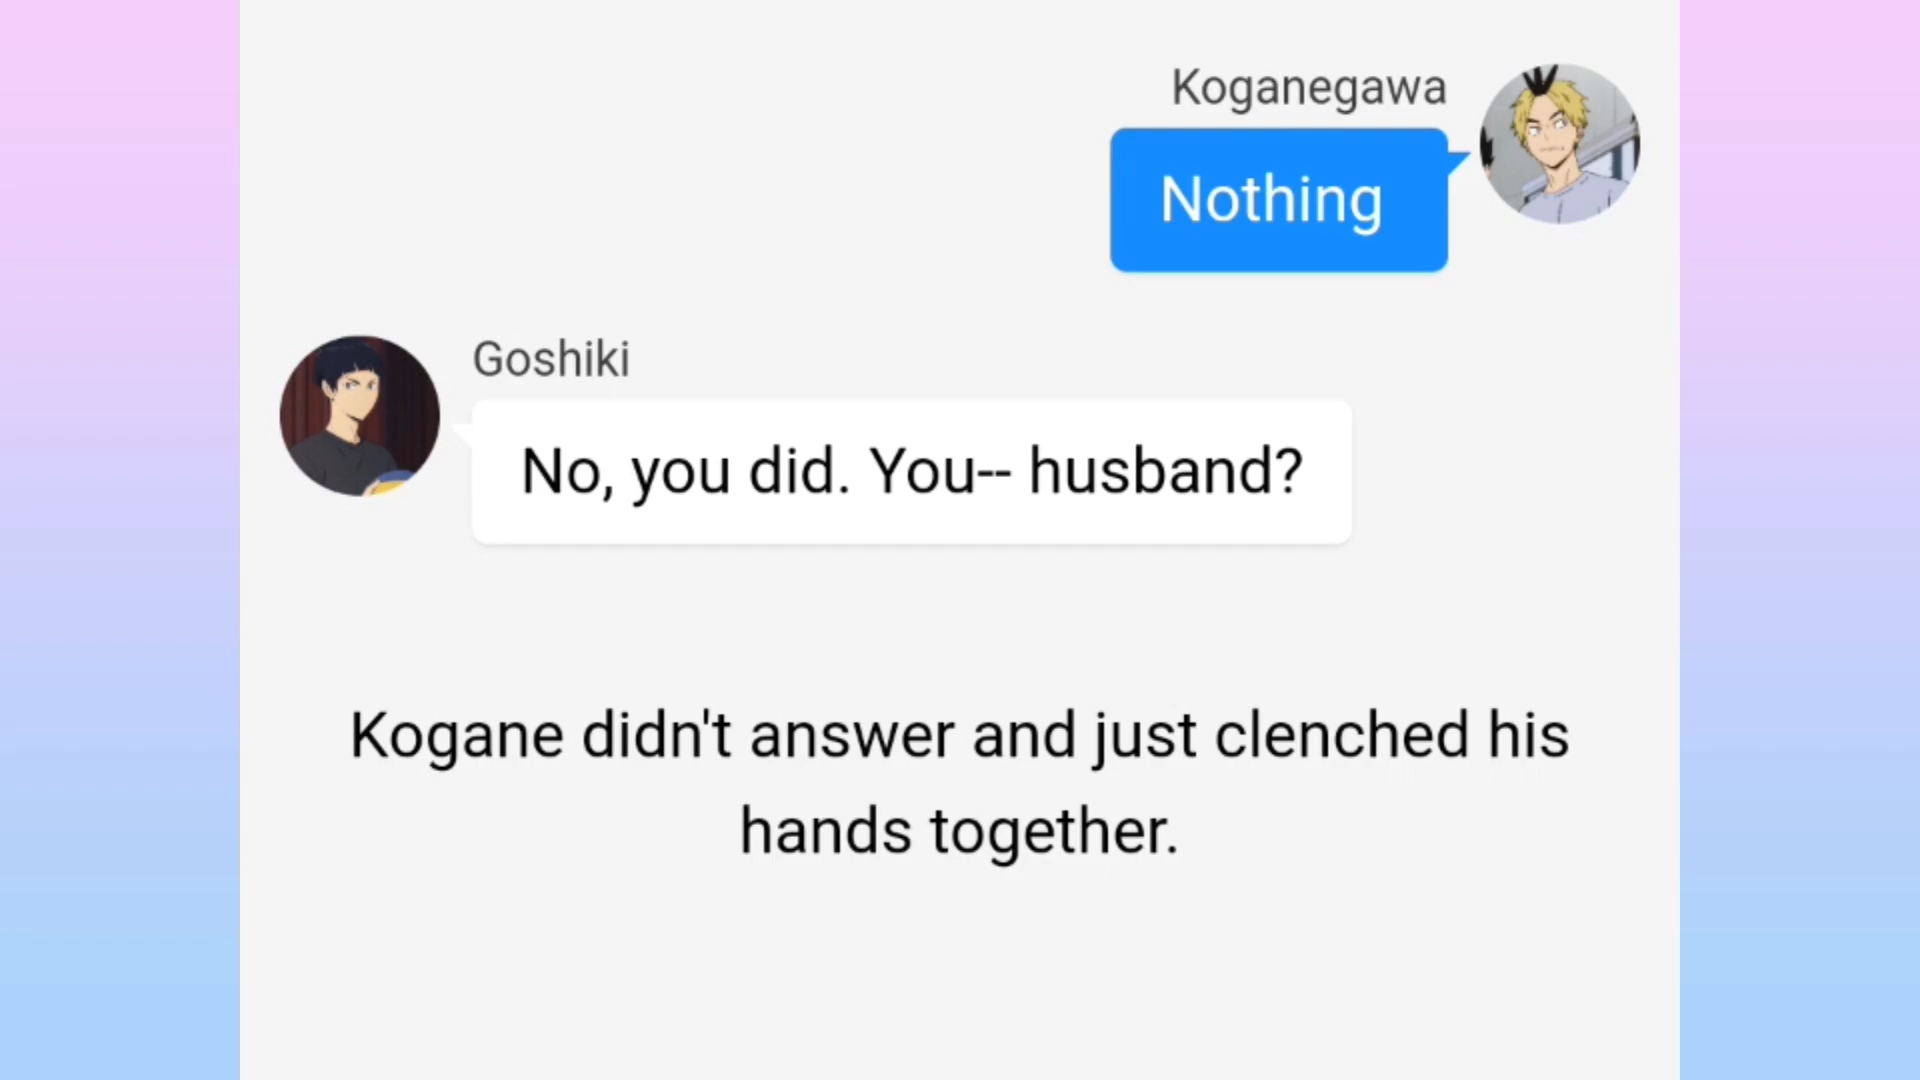 Koganegawa
Nothing
Goshiki
No, you did. You-- husband?
Kogane didn't answer and just clenched his
hands together.